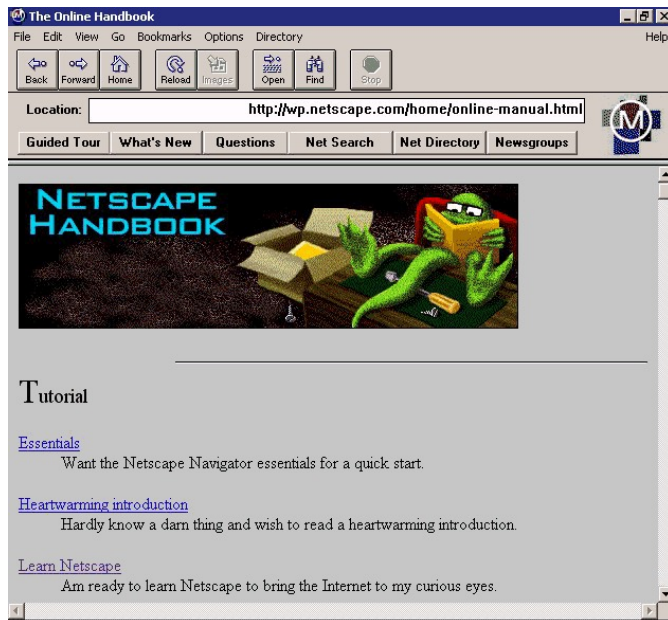 The Online Handbook
File Edit View Go Bookmarks Options Directory Help
Back Forward Home Reload Images Open Find Stop
Location: http://wp.netscape.com/home/online-manual.html
Guided Tour What's New Questions Net Search Net Directory Newsgroups
M
NETSCAPE
HANDBOOK
Tutorial
Essentials
Want the Netscape Navigator essentials for a quick start.
Heartwarming introduction
Hardly know a darn thing and wish to read a heartwarming introduction.
Learn Netscape
Am ready to learn Netscape to bring the Internet to my curious eyes.